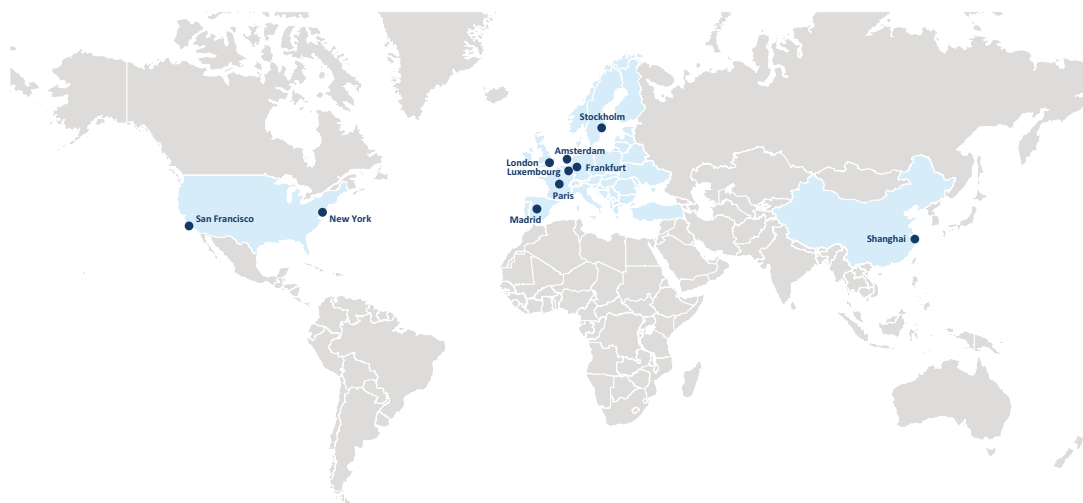 Stockholm
Amsterdam
London
Luxembourg
Frankfurt
Paris
Madrid
San Francisco
New York
Shanghai